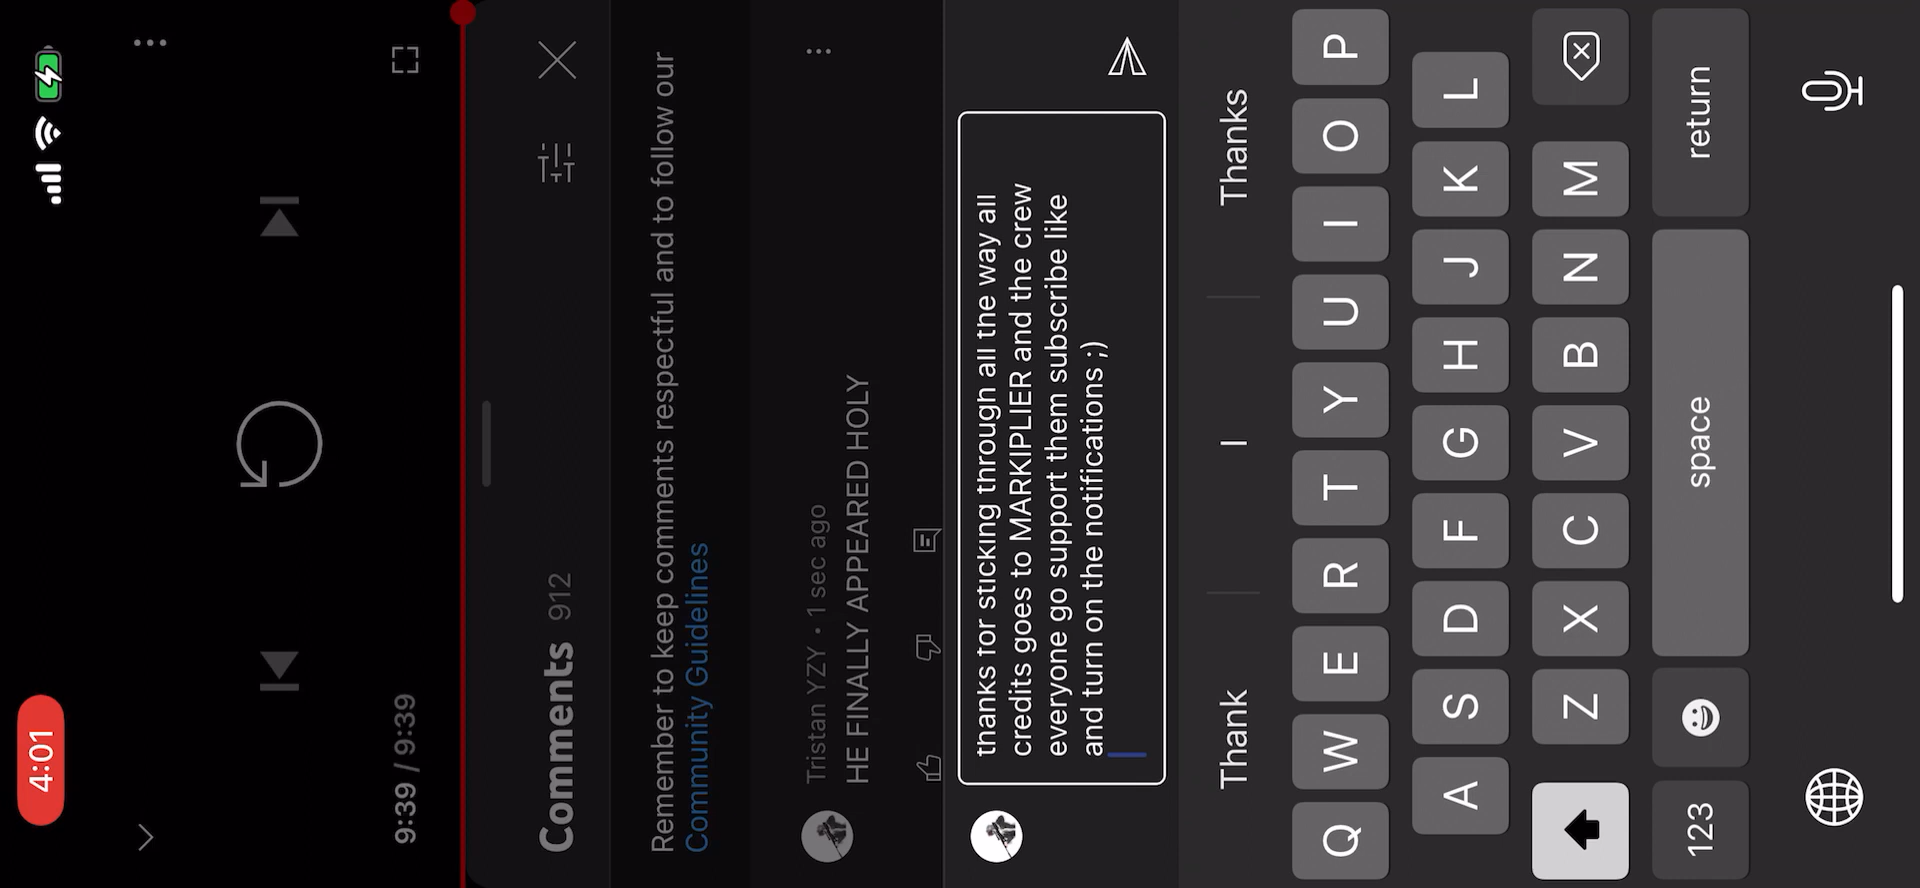 4:01
9:39 / 9:39
Comments 912
Remember to keep comments respectful and to follow our
Community Guidelines
Tristan YZY • 1 sec ago
HE FINALLY APPEARED HOLY
thanks for sticking through all the way all
credits goes to MARKIPLIER and the crew
everyone go support them subscribe like
and turn on the notifications ;)
Thank I Thanks
Q W E R T Y U I O P
A S D F G H J K L
Z X C V B N M
123 space return